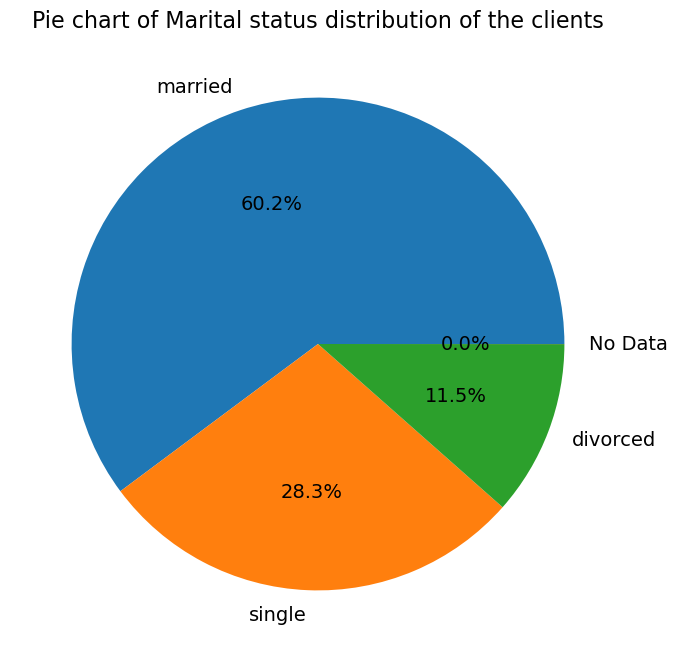 Pie chart of Marital status distribution of the clients
married
60.2%
0.0%
No Data
11.5%
divorced
28.3%
single